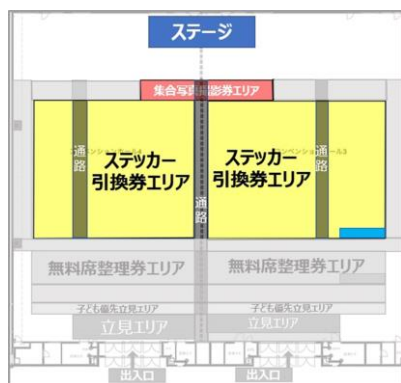 ステージ
集合写真撮影券エリア
ステッカー
引換券エリア
ステッカー
引換券エリア
通路
通路
通路
無料席整理券エリア
無料席整理券エリア
子ども優先立見エリア
子ども優先立見エリア
立見エリア
立見エリア
出入口
出入口